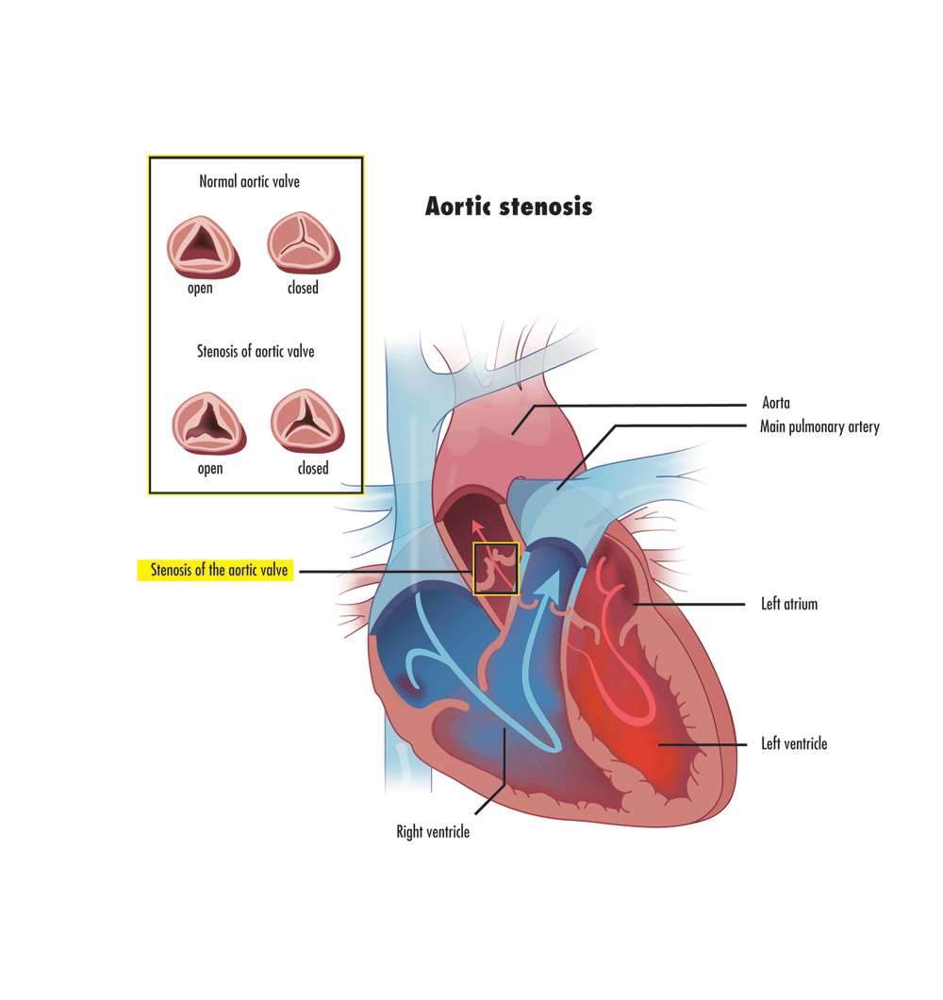 Normal aortic valve
open
closed
Stenosis of aortic valve
open
closed
Aortic stenosis
Aorta
Main pulmonary artery
Stenosis of the aortic valve
Left atrium
Left ventricle
Right ventricle